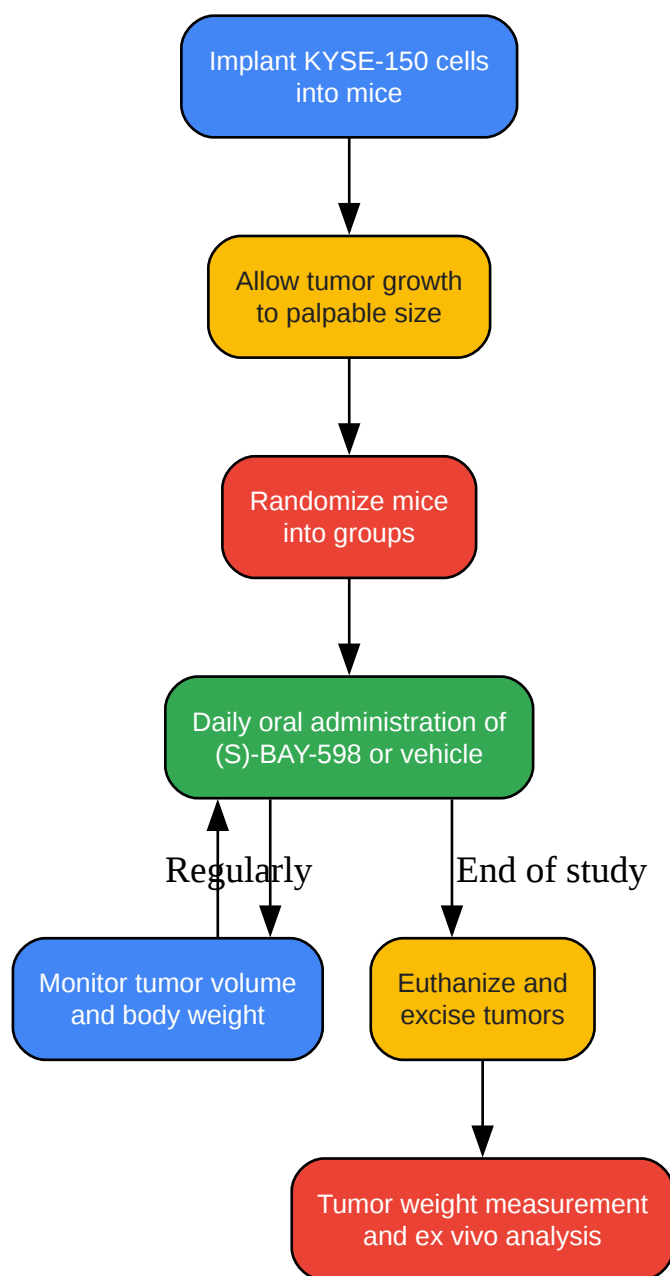 Implant KYSE-150 cells
into mice
Allow tumor growth
to palpable size
Randomize mice
into groups
Daily oral administration of
(S)-BAY-598 or vehicle
Regularly
End of study
Monitor tumor volume
and body weight
Euthanize and
excise tumors
Tumor weight measurement
and ex vivo analysis